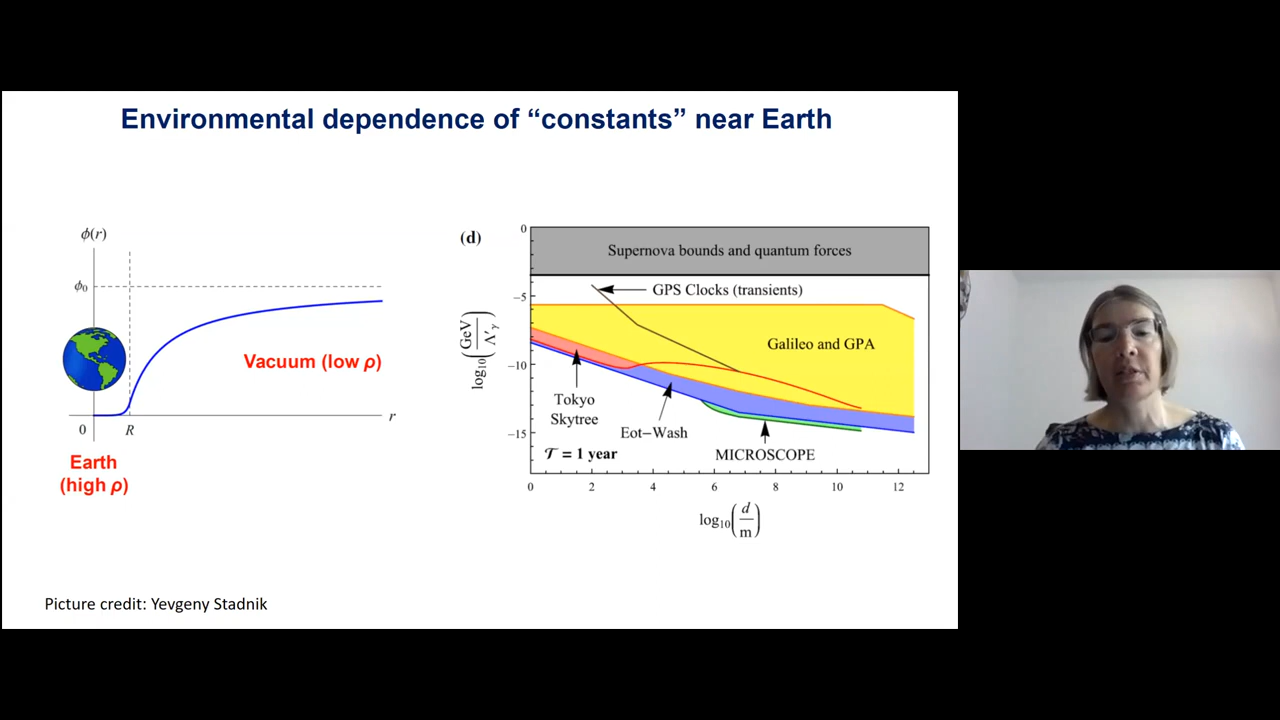 Environmental dependence of “constants” near Earth
ϕ(r)
ϕ0
Vacuum (low ρ)
0
R
r
Earth
(high ρ)
(d)
0
−5
−10
−15
log10(GeV/Λ′γ)
Supernova bounds and quantum forces
GPS Clocks (transients)
Galileo and GPA
Tokyo
Skytree
Eot−Wash
MICROSCOPE
𝒯 = 1 year
0 2 4 6 8 10 12
log10(d/m)
Picture credit: Yevgeny Stadnik